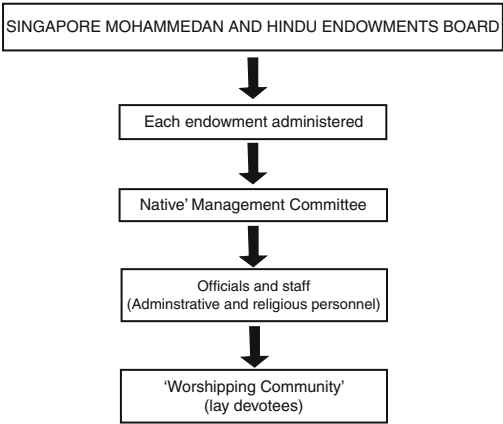 SINGAPORE MOHAMMEDAN AND HINDU ENDOWMENTS BOARD
Each endowment administered
Native' Management Committee
Officials and staff
(Adminstrative and religious personnel)
‘Worshipping Community’
(lay devotees)